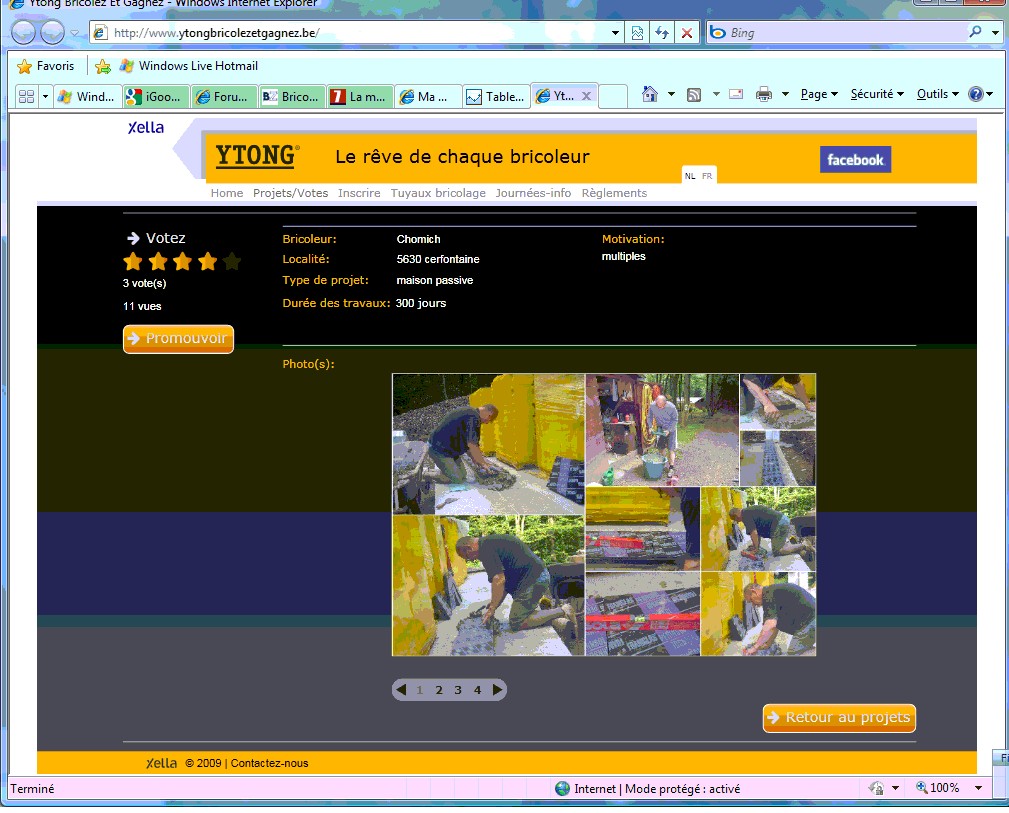 Ytong Bricolez Et Gagnez - Windows Internet Explorer
http://www.ytongbricolezetgagnez.be/
Bing
Favoris Windows Live Hotmail
Wind... iGoo... Foru... Brico... La m... Ma ... Table... Yt... Page Sécurité Outils
Xella
YTONG® Le rêve de chaque bricoleur facebook
NL FR
Home Projets/Votes Inscrire Tuyaux bricolage Journées-info Règlements
Votez
3 vote(s)
11 vues
Promouvoir
Bricoleur: Chomich
Localité: 5630 cerfontaine
Type de projet: maison passive
Durée des travaux: 300 jours
Motivation:
multiples
Photo(s):
1 2 3 4
Retour au projets
Xella © 2009 | Contactez-nous
Terminé Internet | Mode protégé : activé 100%